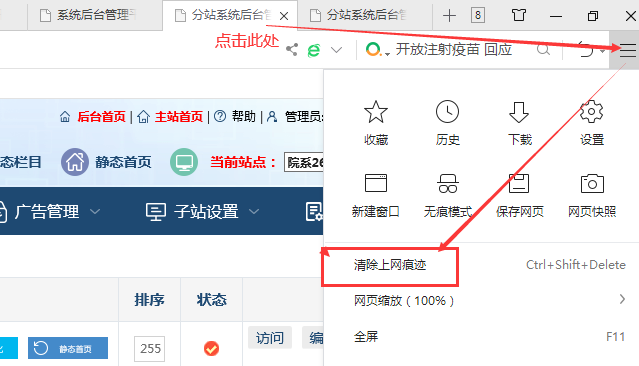 系统后台管理
分站系统后台
分站系统后台
8
点击此处
开放注射疫苗 回应
后台首页 | 主站首页 | 帮助 | 管理员:
收藏
历史
下载
设置
态栏目
静态首页
当前站点：
院系26
新建窗口
无痕模式
保存网页
网页快照
广告管理
子站设置
清除上网痕迹
Ctrl+Shift+Delete
排序
状态
网页缩放（100%）
全屏
F11
静态首页
255
访问
编